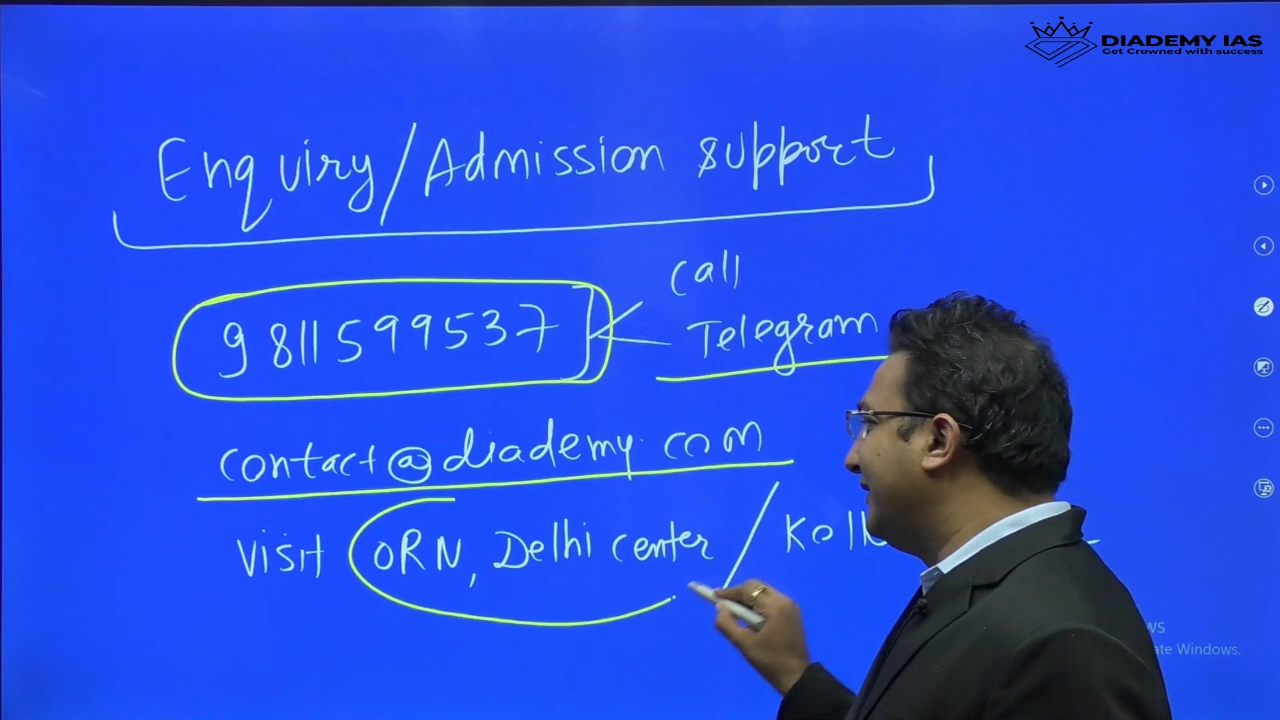 DIADEMY IAS
Get Crowned with success
Enquiry/Admission support
9811599537
call
Telegram
contact@diademy.com
visit ORN, Delhi center /
Windows.